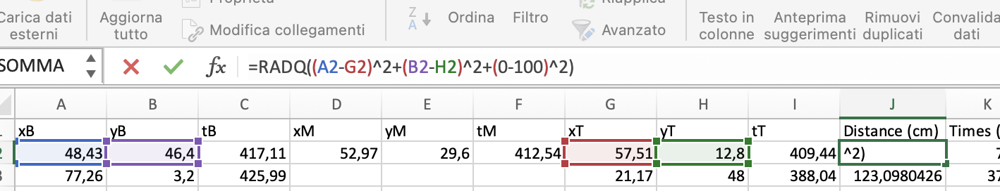 Proprietà
Riapplica
Carica dati esterni
Aggiorna tutto
Modifica collegamenti
Z A
Ordina
Filtro
Avanzato
Testo in colonne
Anteprima suggerimenti
Rimuovi duplicati
Convalida dati
SOMMA fx =RADQ((A2-G2)^2+(B2-H2)^2+(0-100)^2)
A B C D E F G H I J K
xB yB tB xM yM tM xT yT tT Distance (cm) Times (
2 48,43 46,4 417,11 52,97 29,6 412,54 57,51 12,8 409,44 ^2) 7
3 77,26 3,2 425,99 21,17 48 388,04 123,0980426 37